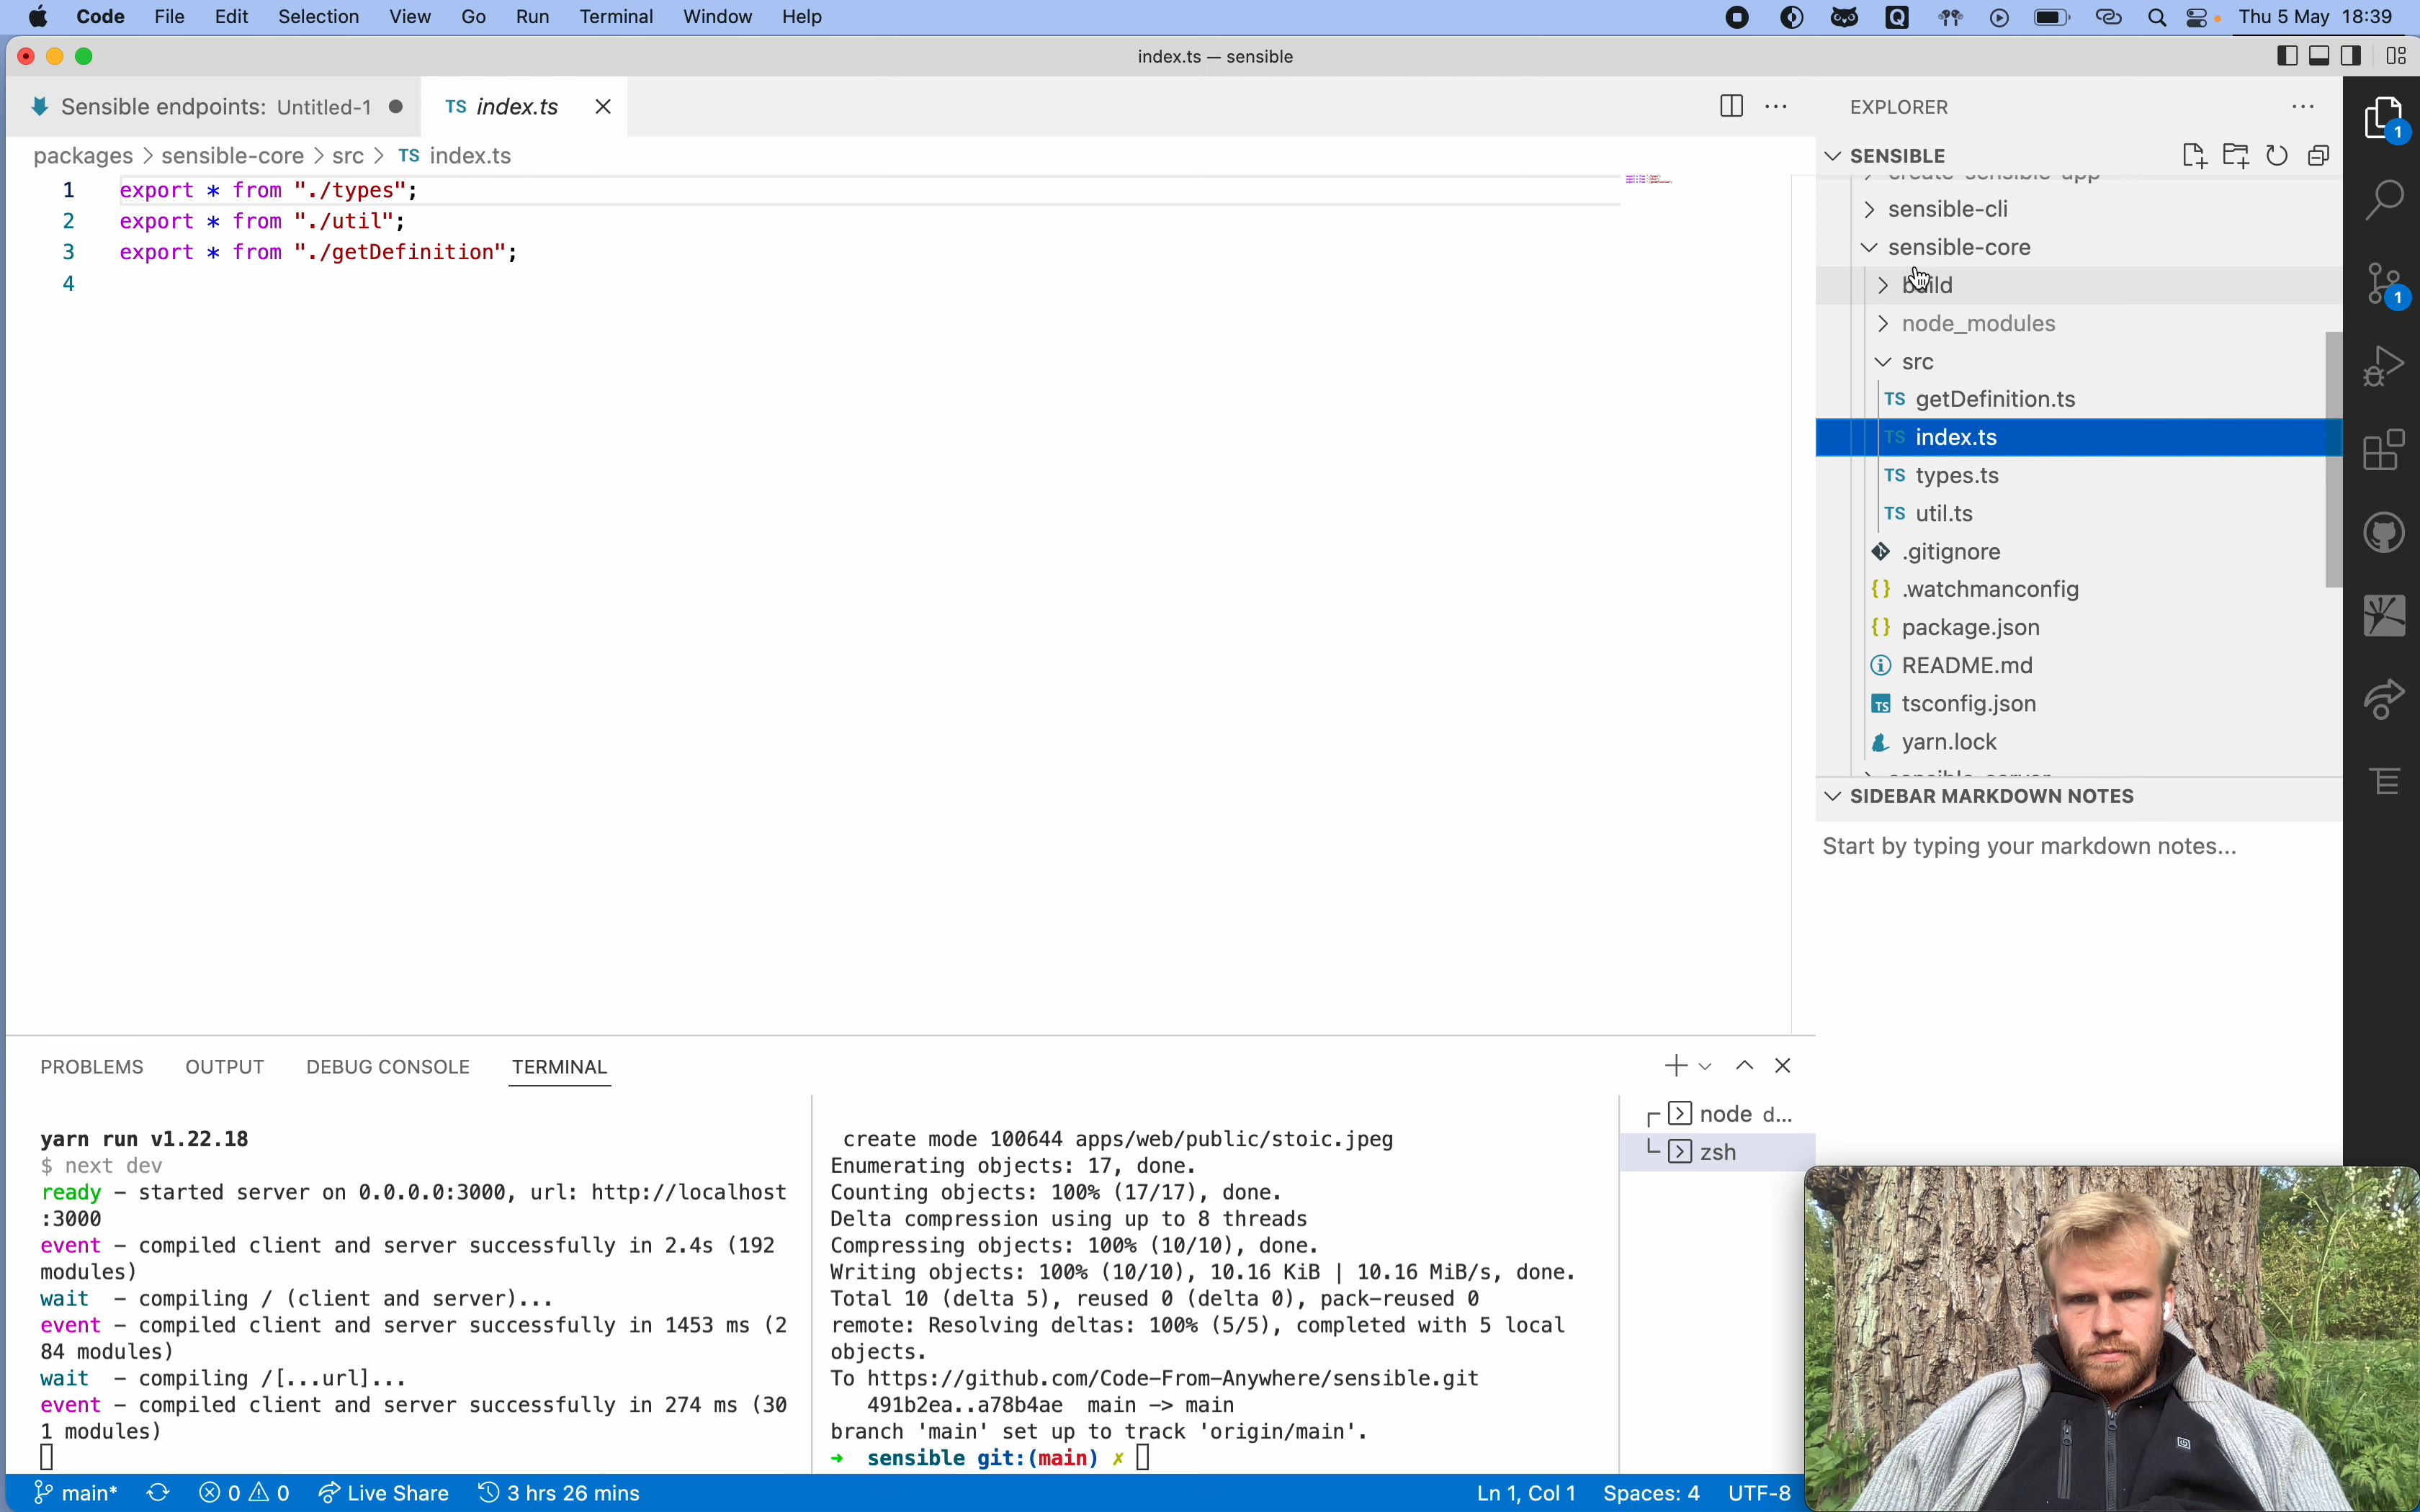 Code File Edit Selection View Go Run Terminal Window Help Thu 5 May 18:39
index.ts — sensible
Sensible endpoints: Untitled-1
TS index.ts
packages > sensible-core > src > TS index.ts
1 export * from "./types";
2 export * from "./util";
3 export * from "./getDefinition";
4
EXPLORER
SENSIBLE
create-sensible-app
sensible-cli
sensible-core
build
node_modules
src
TS getDefinition.ts
TS index.ts
TS types.ts
TS util.ts
.gitignore
{} .watchmanconfig
{} package.json
README.md
TS tsconfig.json
yarn.lock
sensible-server
SIDEBAR MARKDOWN NOTES
Start by typing your markdown notes...
1
1
PROBLEMS OUTPUT DEBUG CONSOLE TERMINAL
yarn run v1.22.18
$ next dev
ready - started server on 0.0.0.0:3000, url: http://localhost
:3000
event - compiled client and server successfully in 2.4s (192
modules)
wait - compiling / (client and server)...
event - compiled client and server successfully in 1453 ms (2
84 modules)
wait - compiling /[...url]...
event - compiled client and server successfully in 274 ms (30
1 modules)
create mode 100644 apps/web/public/stoic.jpeg
Enumerating objects: 17, done.
Counting objects: 100% (17/17), done.
Delta compression using up to 8 threads
Compressing objects: 100% (10/10), done.
Writing objects: 100% (10/10), 10.16 KiB | 10.16 MiB/s, done.
Total 10 (delta 5), reused 0 (delta 0), pack-reused 0
remote: Resolving deltas: 100% (5/5), completed with 5 local
objects.
To https://github.com/Code-From-Anywhere/sensible.git
491b2ea..a78b4ae main -> main
branch 'main' set up to track 'origin/main'.
➜ sensible git:(main) ✗
node d...
zsh
main* 0 0 Live Share 3 hrs 26 mins Ln 1, Col 1 Spaces: 4 UTF-8